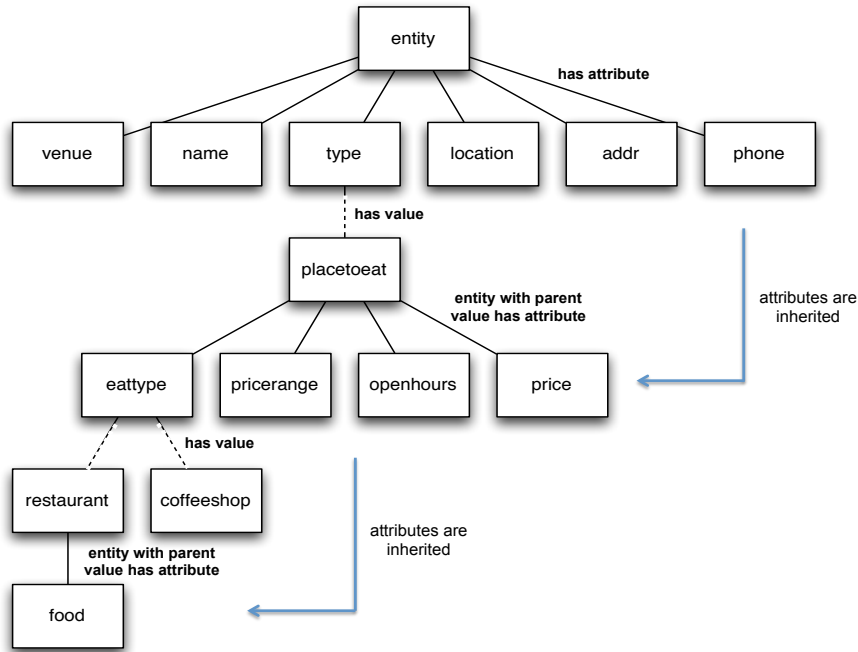 entity
has attribute
venue
name
type
location
addr
phone
has value
placetoeat
entity with parent
value has attribute
attributes are
inherited
eattype
pricerange
openhours
price
has value
restaurant
coffeeshop
attributes are
inherited
entity with parent
value has attribute
food